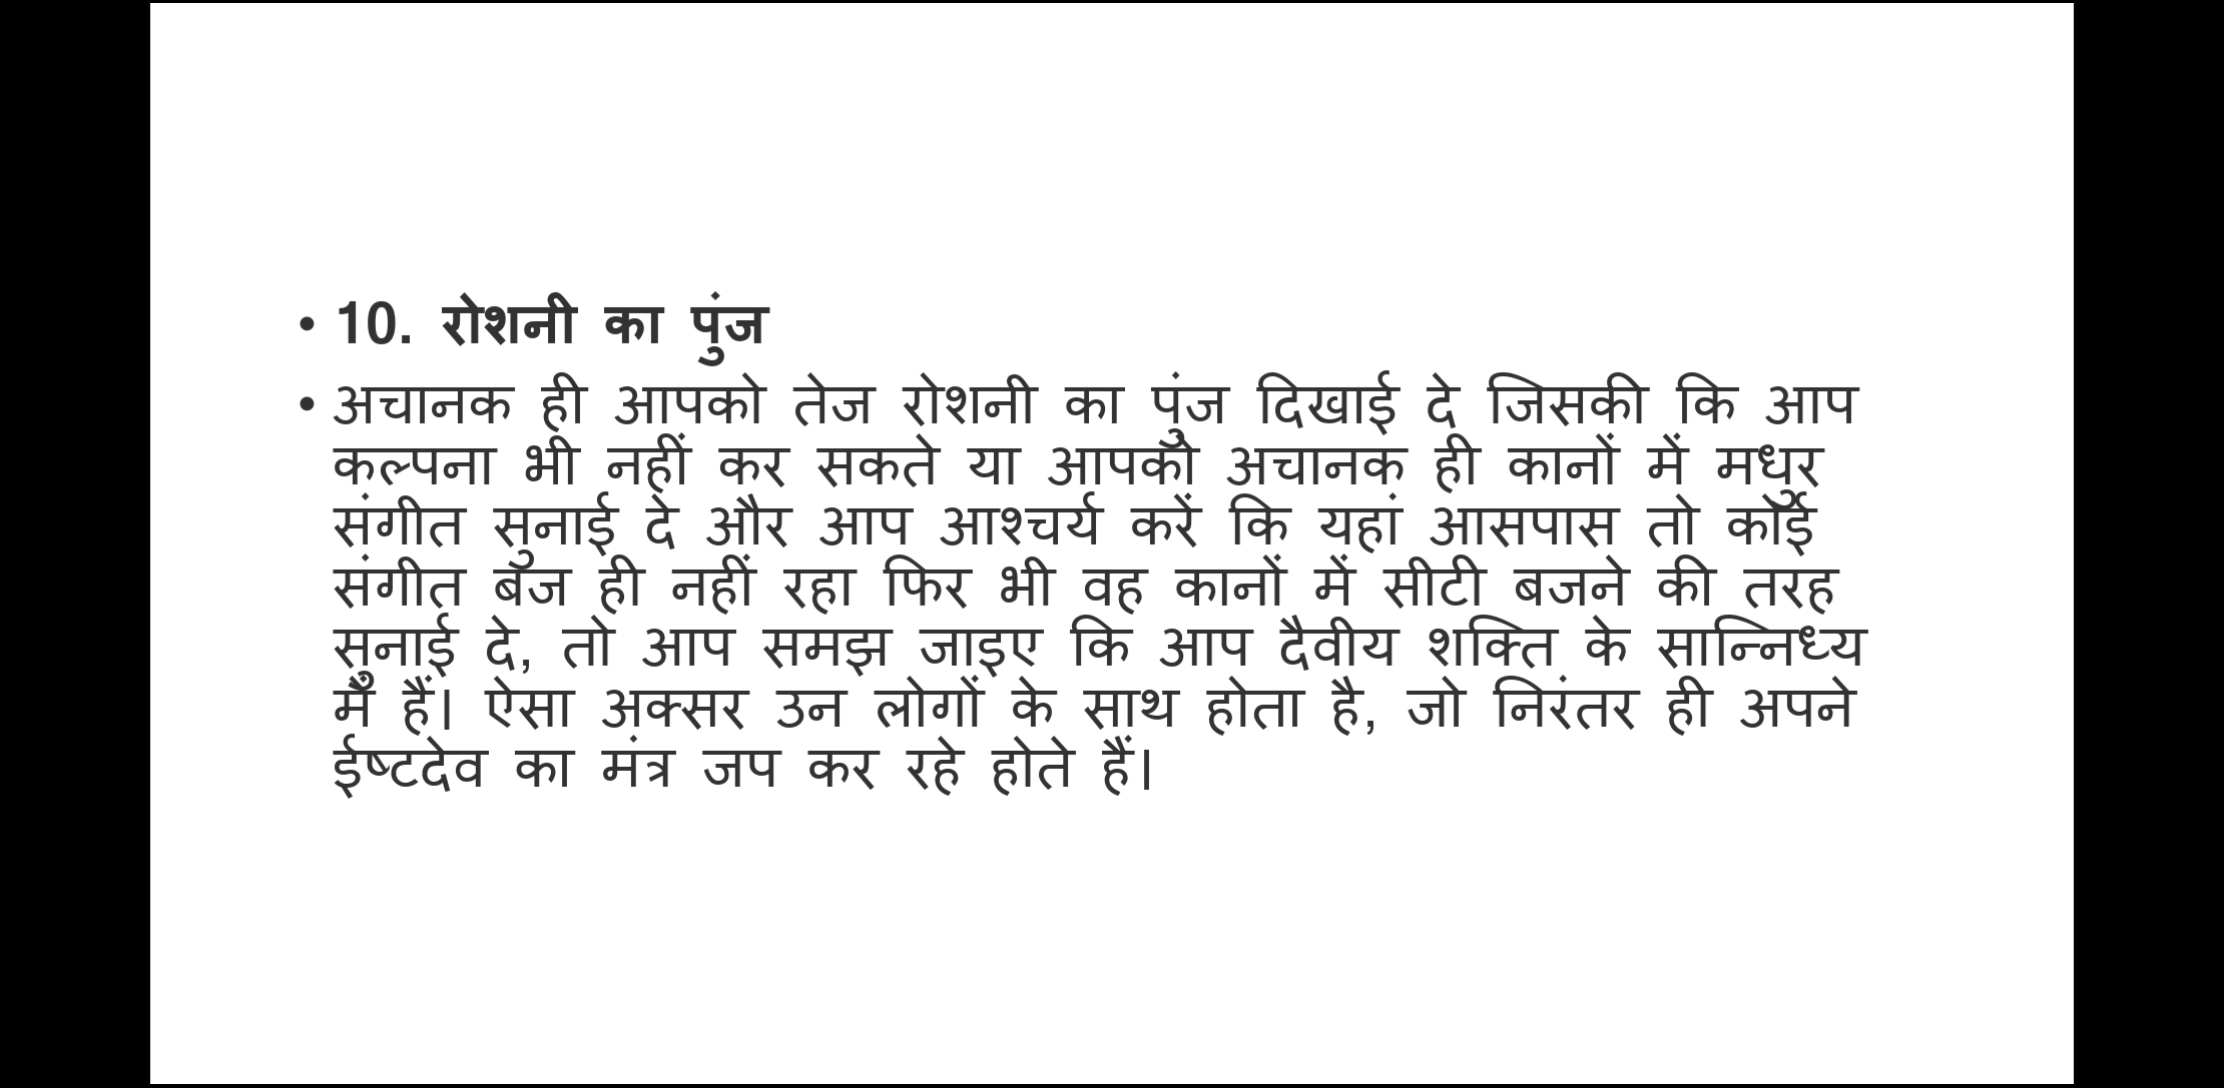 • 10. रोशनी का पुंज
• अचानक ही आपको तेज रोशनी का पुंज दिखाई दे जिसकी कि आप
कल्पना भी नहीं कर सकते या आपको अचानक ही कानों में मधुर
संगीत सुनाई दे और आप आश्चर्य करें कि यहां आसपास तो कोई
संगीत बज ही नहीं रहा फिर भी वह कानों में सीटी बजने की तरह
सुनाई दे, तो आप समझ जाइए कि आप दैवीय शक्ति के सान्निध्य
में हैं। ऐसा अक्सर उन लोगों के साथ होता है, जो निरंतर ही अपने
ईष्टदेव का मंत्र जप कर रहे होते हैं।